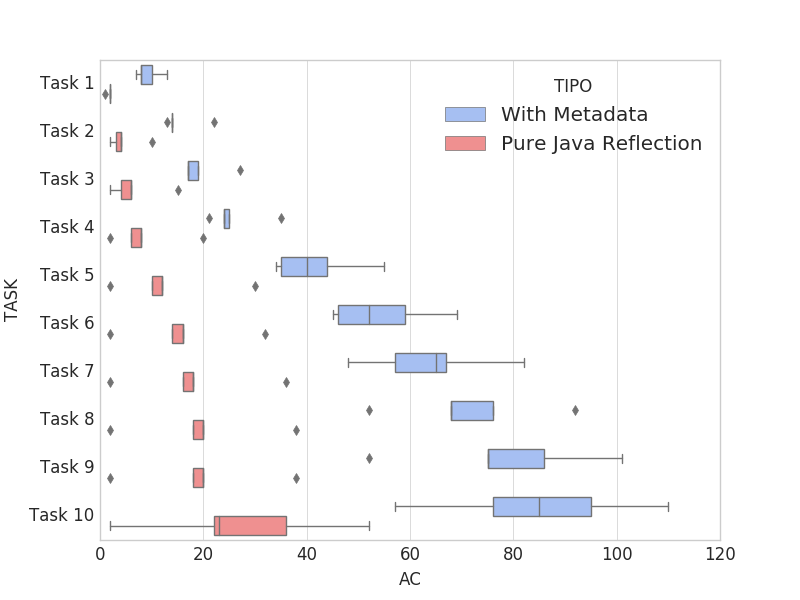 TIPO
With Metadata
Pure Java Reflection
TASK
Task 1
Task 2
Task 3
Task 4
Task 5
Task 6
Task 7
Task 8
Task 9
Task 10
0 20 40 60 80 100 120
AC